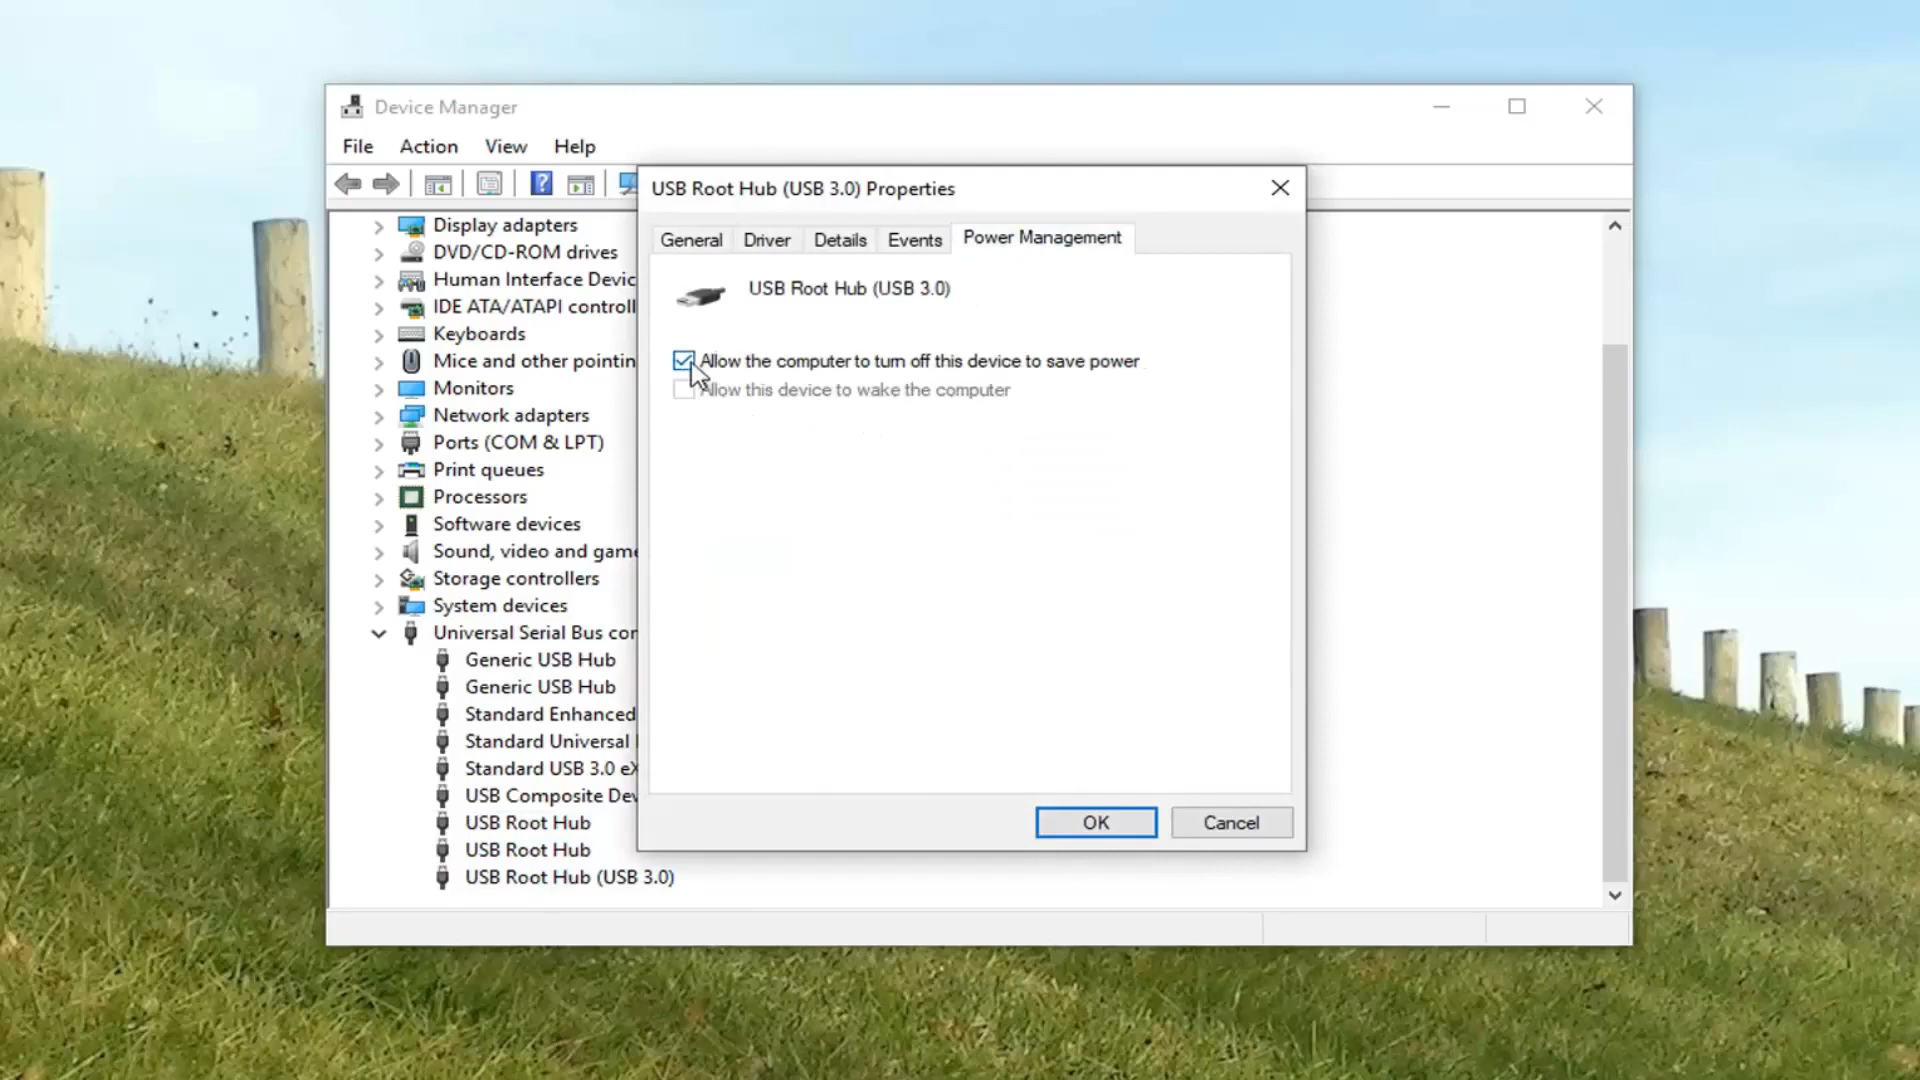 Device Manager
File Action View Help
USB Root Hub (USB 3.0) Properties
General Driver Details Events Power Management
USB Root Hub (USB 3.0)
Allow the computer to turn off this device to save power
Allow this device to wake the computer
OK Cancel
Display adapters
DVD/CD-ROM drives
Human Interface Devic
IDE ATA/ATAPI controll
Keyboards
Mice and other pointin
Monitors
Network adapters
Ports (COM & LPT)
Print queues
Processors
Software devices
Sound, video and game
Storage controllers
System devices
Universal Serial Bus con
Generic USB Hub
Generic USB Hub
Standard Enhanced
Standard Universal
Standard USB 3.0 eX
USB Composite Dev
USB Root Hub
USB Root Hub
USB Root Hub (USB 3.0)